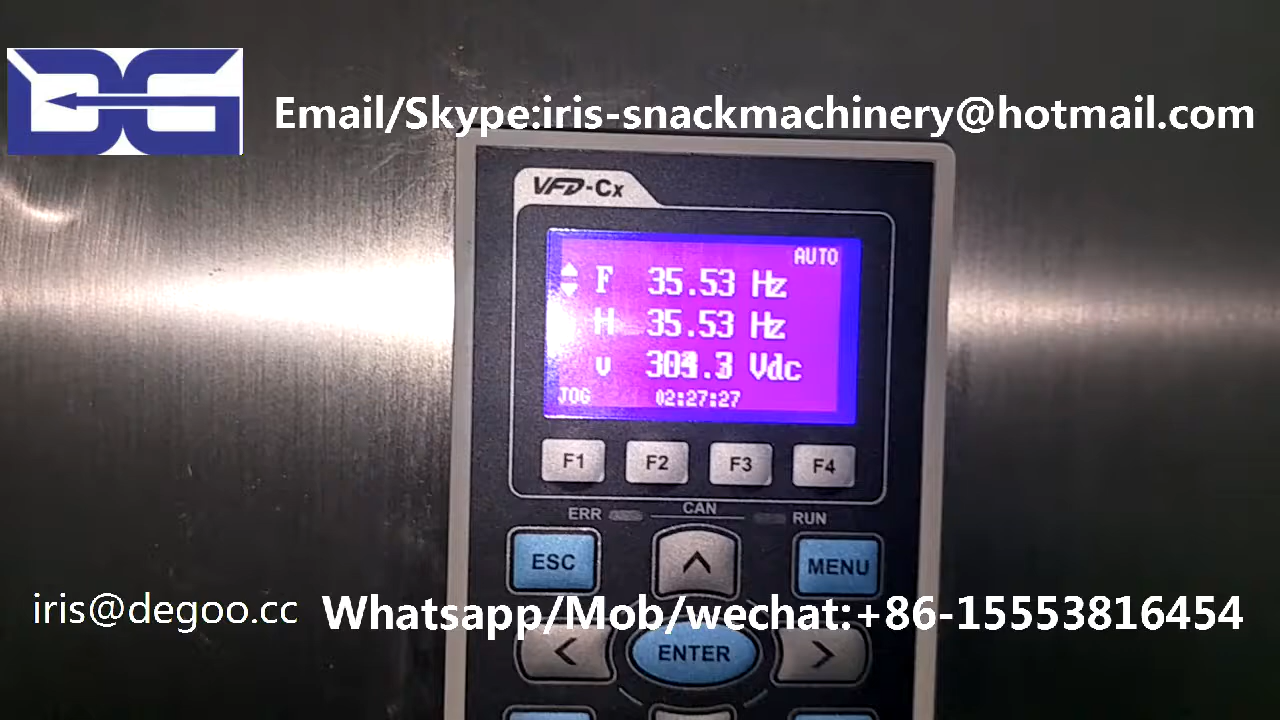 DG
Email/Skype:iris-snackmachinery@hotmail.com
VFD-Cx
AUTO
F 35.53 Hz
H 35.53 Hz
v Vdc
JOG 02:27:27
F1 F2 F3 F4
ERR CAN RUN
ESC MENU
iris@degoo.cc Whatsapp/Mob/wechat:+86-15553816454
ENTER